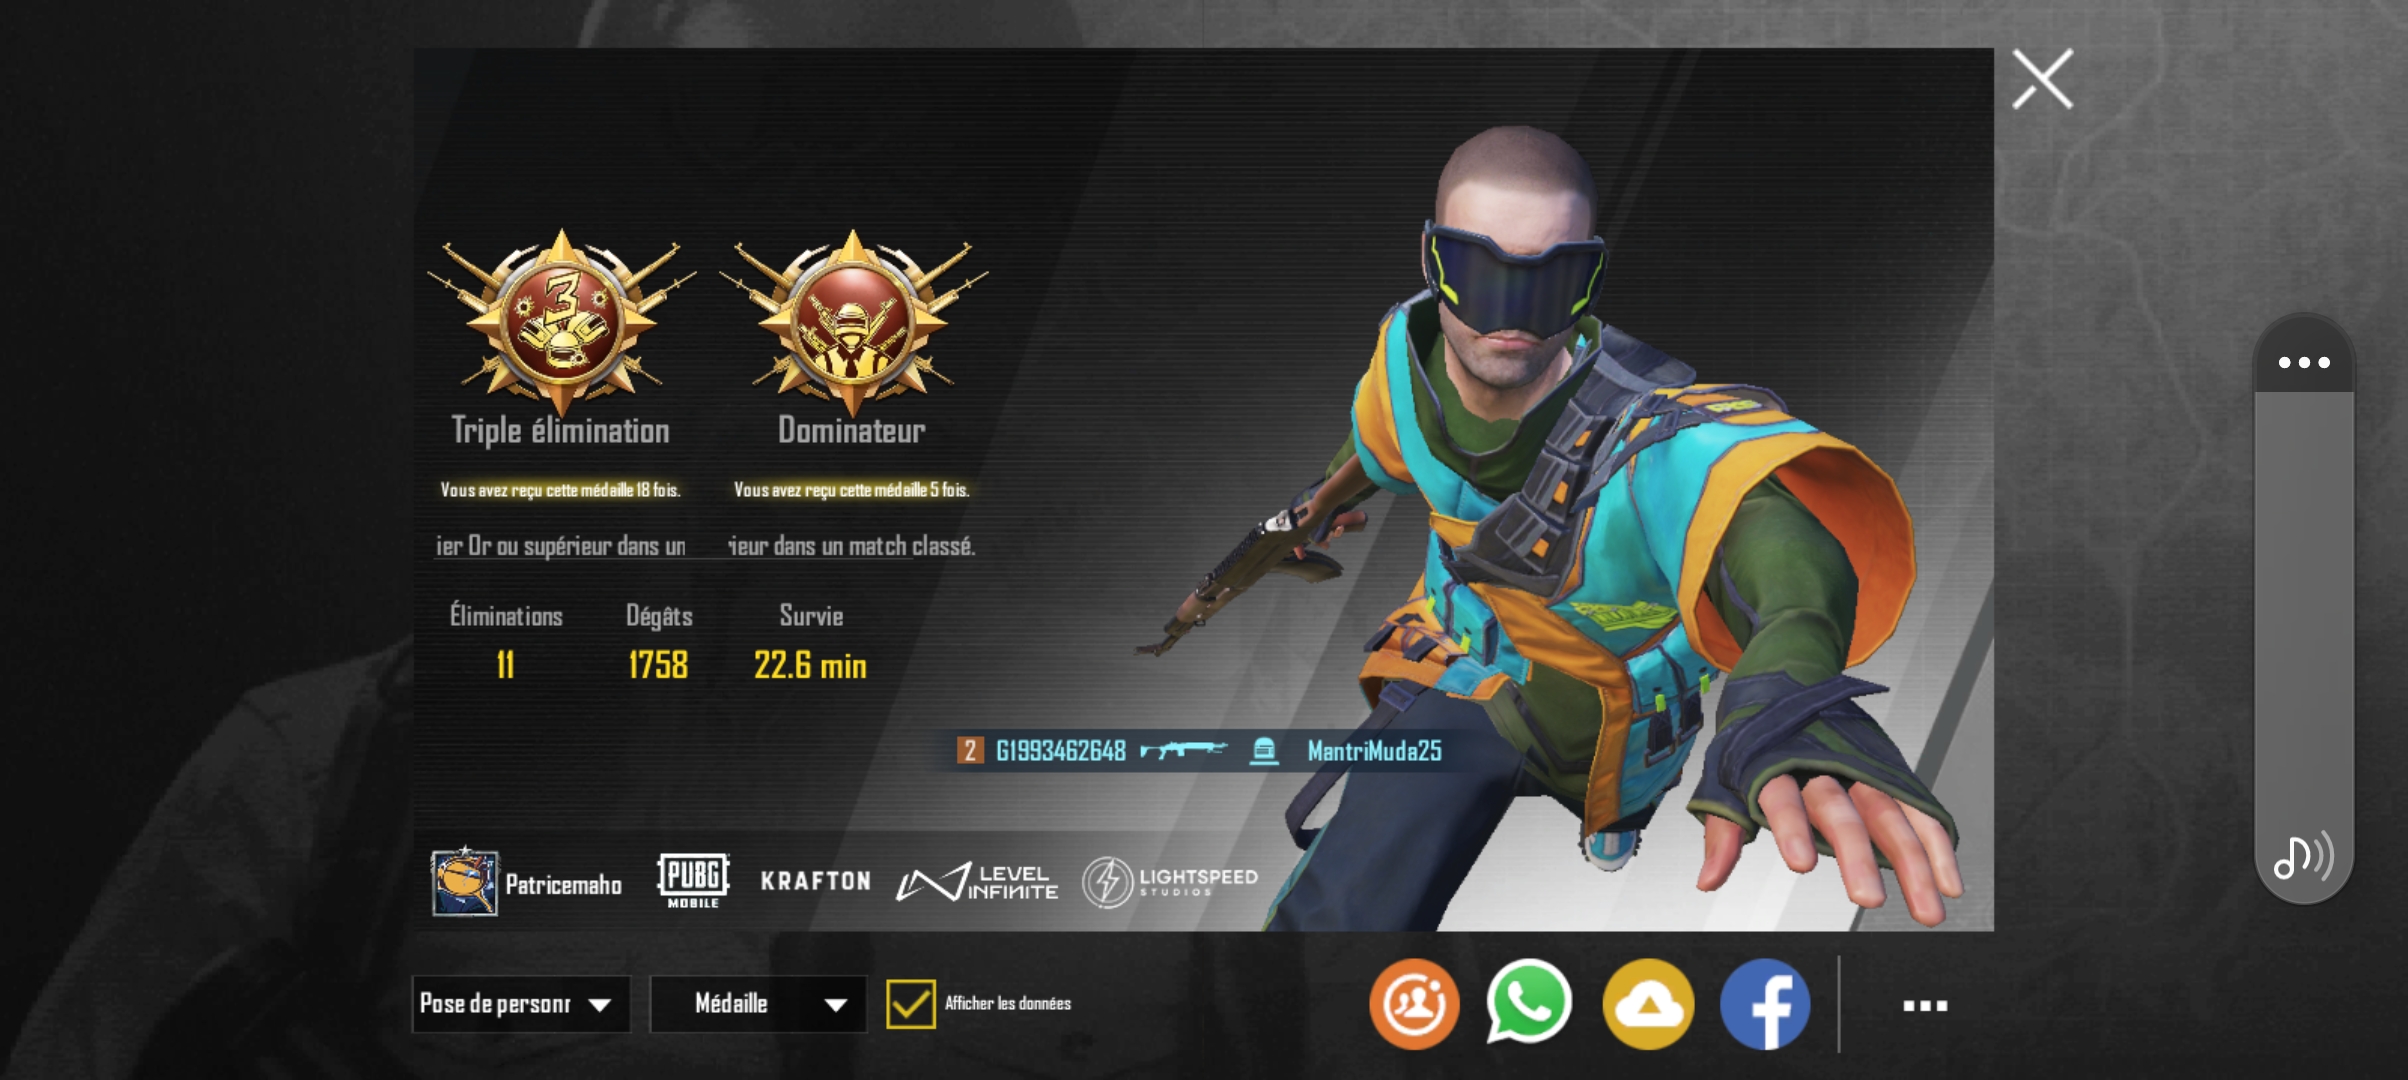 3
Triple élimination
Dominateur
Vous avez reçu cette médaille 18 fois.
Vous avez reçu cette médaille 5 fois.
ier Or ou supérieur dans un
ieur dans un match classé.
Éliminations Dégâts Survie
11 1758 22.6 min
2 G1993462648 MantriMuda25
Patricemaho
PUBG
MOBILE
KRAFTON
LEVEL
INFINITE
LIGHTSPEED
STUDIOS
Pose de personr
Médaille
Afficher les données